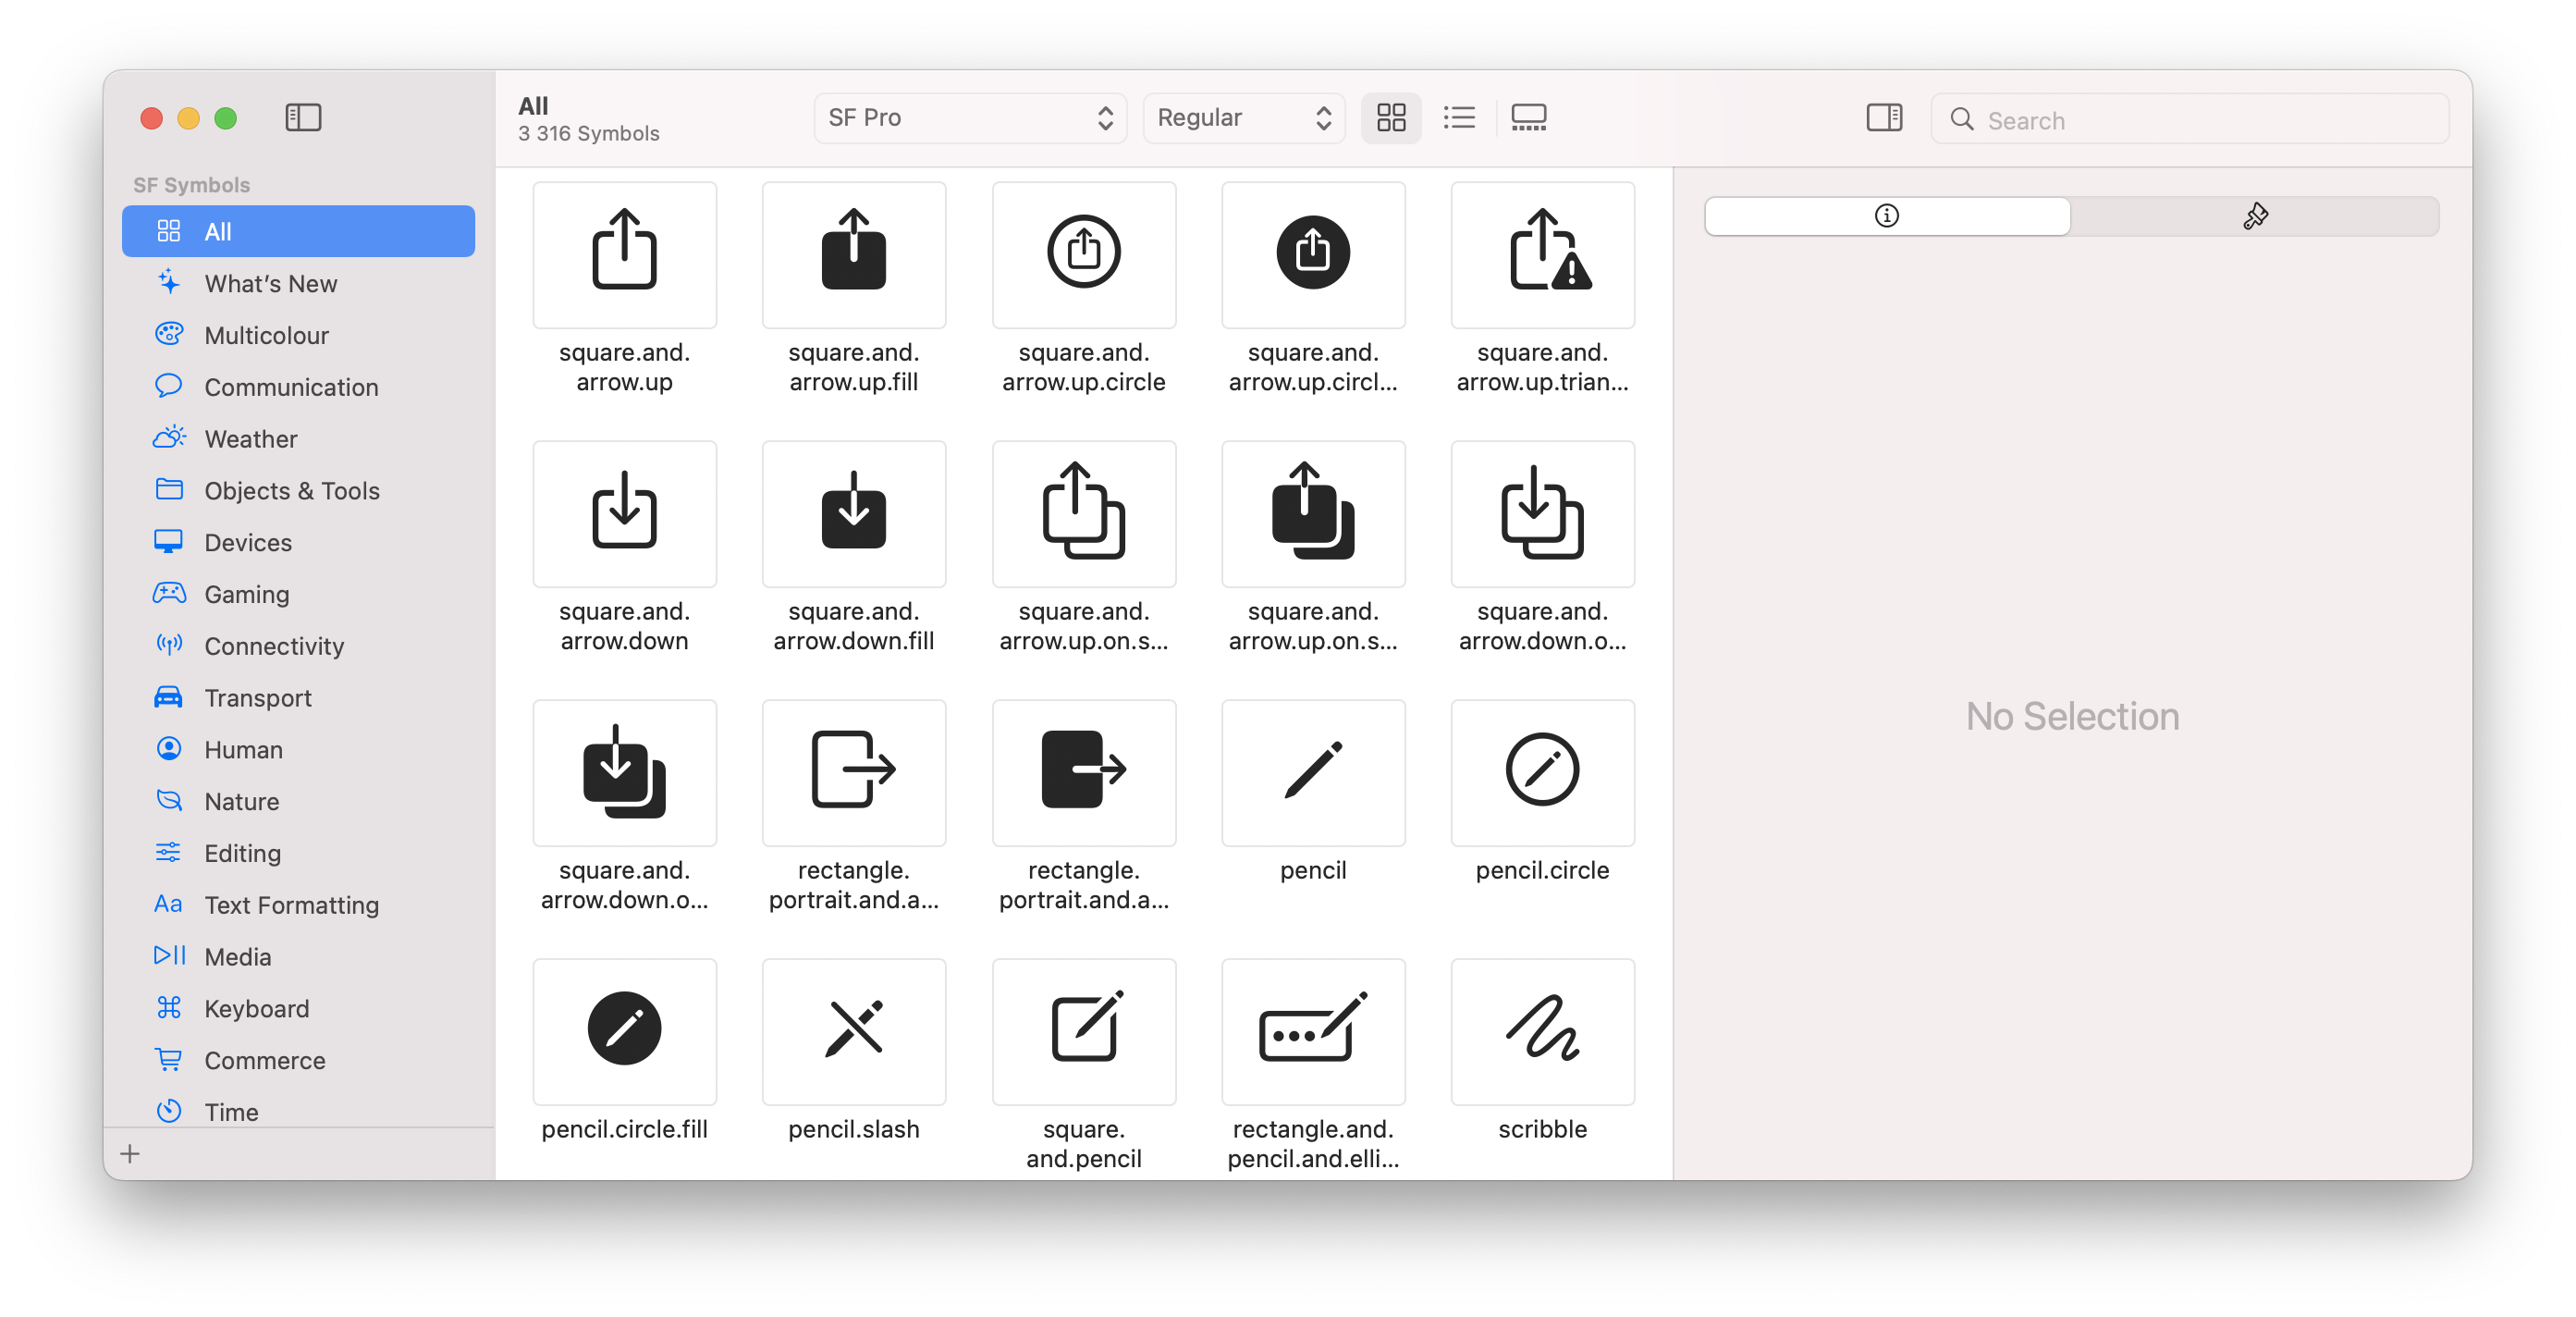 All
3 316 Symbols
SF Pro
Regular
Search
SF Symbols
All
What's New
Multicolour
Communication
Weather
Objects & Tools
Devices
Gaming
Connectivity
Transport
Human
Nature
Editing
Aa Text Formatting
Media
Keyboard
Commerce
Time
square.and.
arrow.up
square.and.
arrow.up.fill
square.and.
arrow.up.circle
square.and.
arrow.up.circl...
square.and.
arrow.up.trian...
square.and.
arrow.down
square.and.
arrow.down.fill
square.and.
arrow.up.on.s...
square.and.
arrow.up.on.s...
square.and.
arrow.down.o...
square.and.
arrow.down.o...
rectangle.
portrait.and.a...
rectangle.
portrait.and.a...
pencil
pencil.circle
pencil.circle.fill
pencil.slash
square.
and.pencil
rectangle.and.
pencil.and.elli...
scribble
No Selection